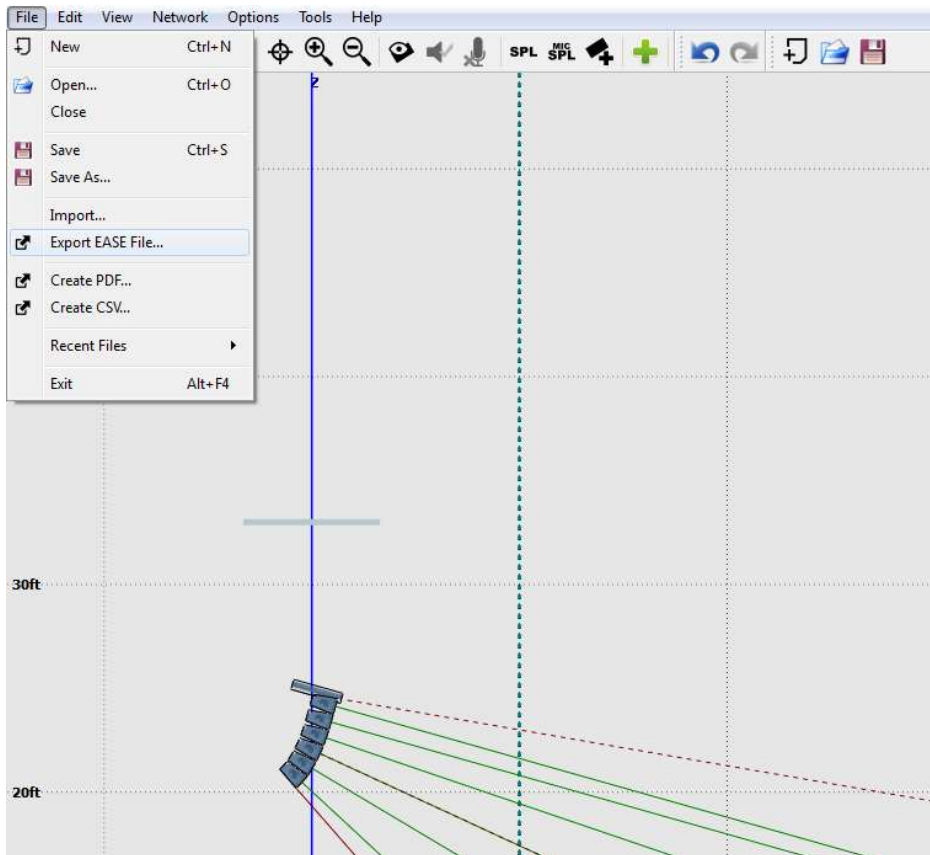 File Edit View Network Options Tools Help
New Ctrl+N
SPL MIC SPL
Open... Ctrl+O
Close
Save Ctrl+S
Save As...
Import...
Export EASE File...
Create PDF...
Create CSV...
Recent Files
Exit Alt+F4
Z
30ft
20ft